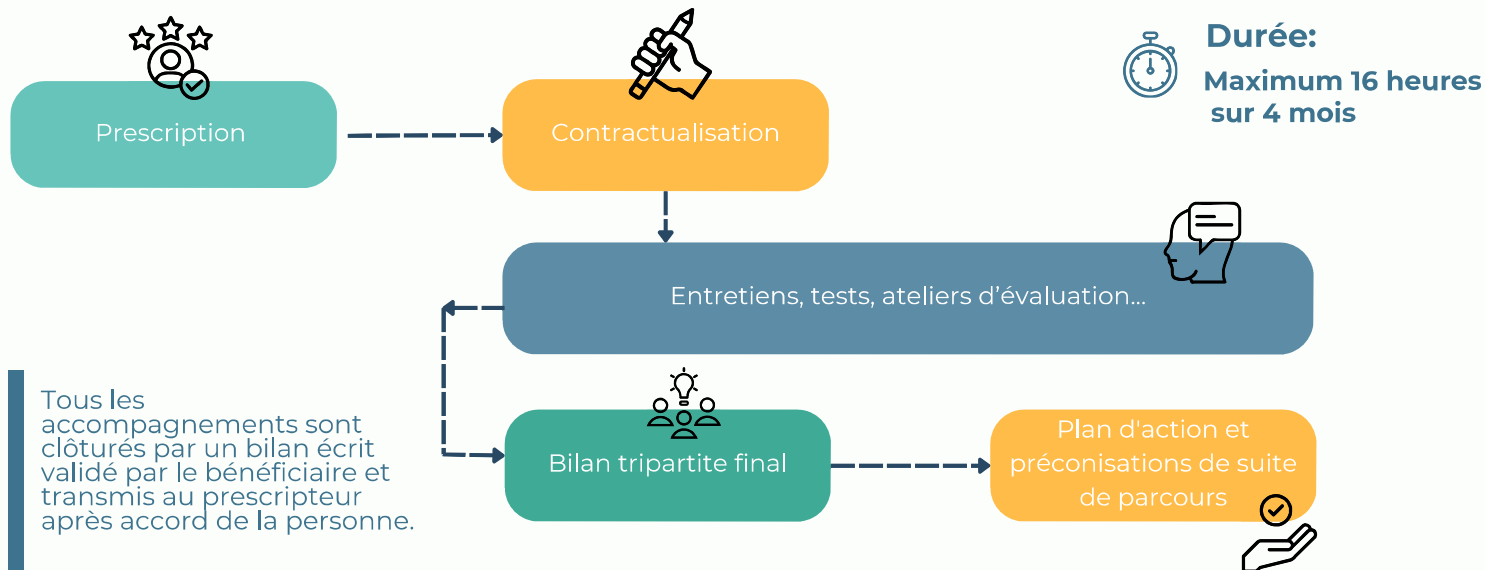 Durée:
Maximum 16 heures
sur 4 mois
Prescription
Contractualisation
Entretiens, tests, ateliers d’évaluation...
Tous les
accompagnements sont
clôturés par un bilan écrit
validé par le bénéficiaire et
transmis au prescripteur
après accord de la personne.
Bilan tripartite final
Plan d'action et
préconisations de suite
de parcours